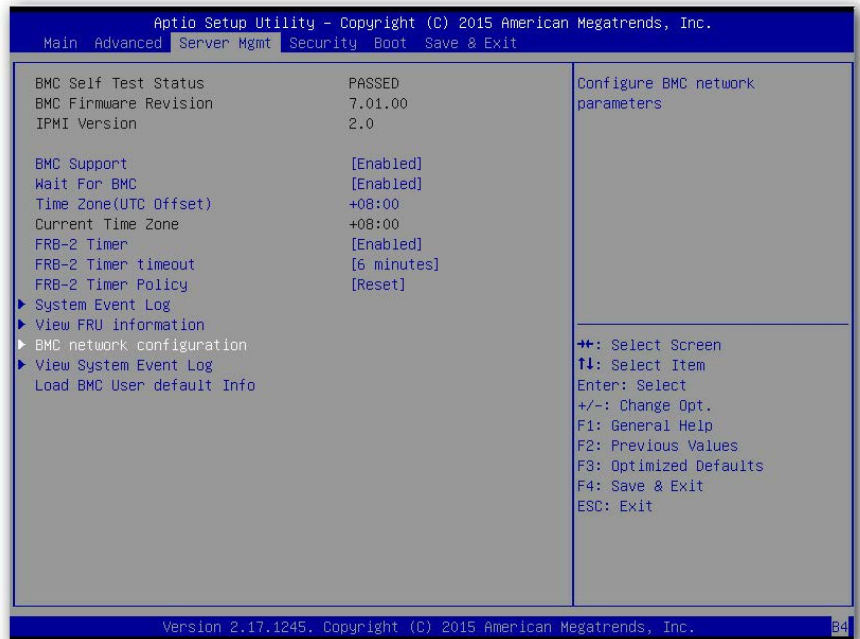 Aptio Setup Utility – Copyright (C) 2015 American Megatrends, Inc.
Main Advanced Server Mgmt Security Boot Save & Exit
BMC Self Test Status PASSED
BMC Firmware Revision 7.01.00
IPMI Version 2.0
BMC Support [Enabled]
Wait For BMC [Enabled]
Time Zone(UTC Offset) +08:00
Current Time Zone +08:00
FRB-2 Timer [Enabled]
FRB-2 Timer timeout [6 minutes]
FRB-2 Timer Policy [Reset]
▶ System Event Log
▶ View FRU information
▶ BMC network configuration
▶ View System Event Log
Load BMC User default Info
Configure BMC network
parameters
→←: Select Screen
↑↓: Select Item
Enter: Select
+/-: Change Opt.
F1: General Help
F2: Previous Values
F3: Optimized Defaults
F4: Save & Exit
ESC: Exit
Version 2.17.1245. Copyright (C) 2015 American Megatrends, Inc.
B4